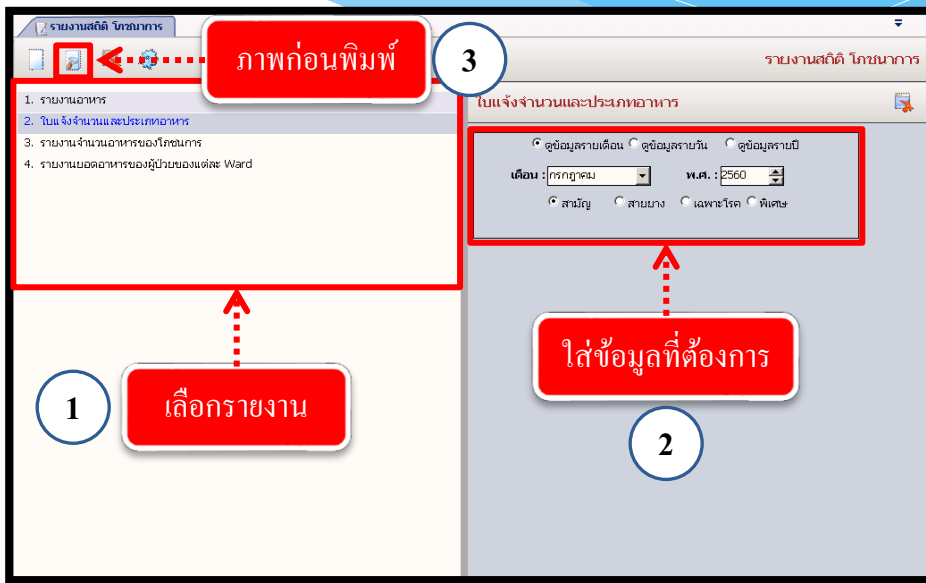 รายงานสถิติ โภชนาการ
ภาพก่อนพิมพ์
3
รายงานสถิติ โภชนาการ
1. รายงานอาหาร
2. ใบแจ้งจำนวนและประเภทอาหาร
3. รายงานจำนวนอาหารของโภชนการ
4. รายงานยอดอาหารของผู้ป่วยของแต่ละ Ward
ใบแจ้งจำนวนและประเภทอาหาร
ดูข้อมูลรายเดือน ดูข้อมูลรายวัน ดูข้อมูลรายปี
เดือน : กรกฎาคม พ.ศ. : 2560
สามัญ สายยาง เฉพาะโรค พิเศษ
1
เลือกรายงาน
ใส่ข้อมูลที่ต้องการ
2